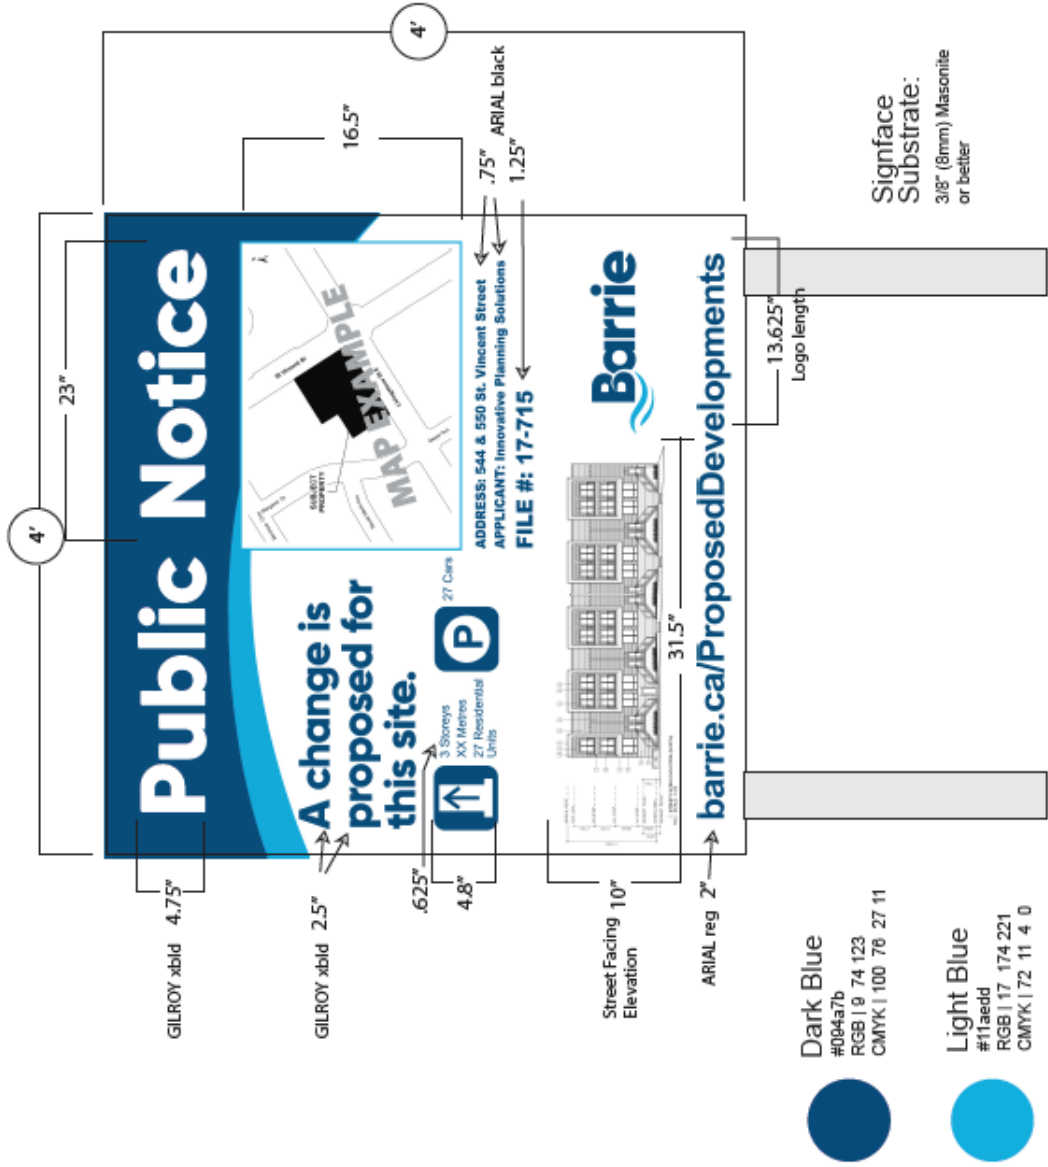 4'
23"
4'
Public Notice
16.5"
GILROY xbld 4.75"
A change is
proposed for
this site.
GILROY xbld 2.5"
SUBJECT
PROPERTY
MAP EXAMPLE
.625"
4.8"
3 Storeys
XX Metres
27 Residential
Units
P
27 Cars
ADDRESS: 544 & 550 St. Vincent Street
APPLICANT: Innovative Planning Solutions
FILE #: 17-715
.75"
ARIAL black
1.25"
Street Facing
Elevation
10"
31.5"
Barrie
ARIAL reg 2"
barrie.ca/ProposedDevelopments
13.625"
Logo length
Signface
Substrate:
3/8" (8mm) Masonite
or better
Dark Blue
#094a7b
RGB | 9 74 123
CMYK | 100 76 27 11
Light Blue
#11aedd
RGB | 17 174 221
CMYK | 72 11 4 0